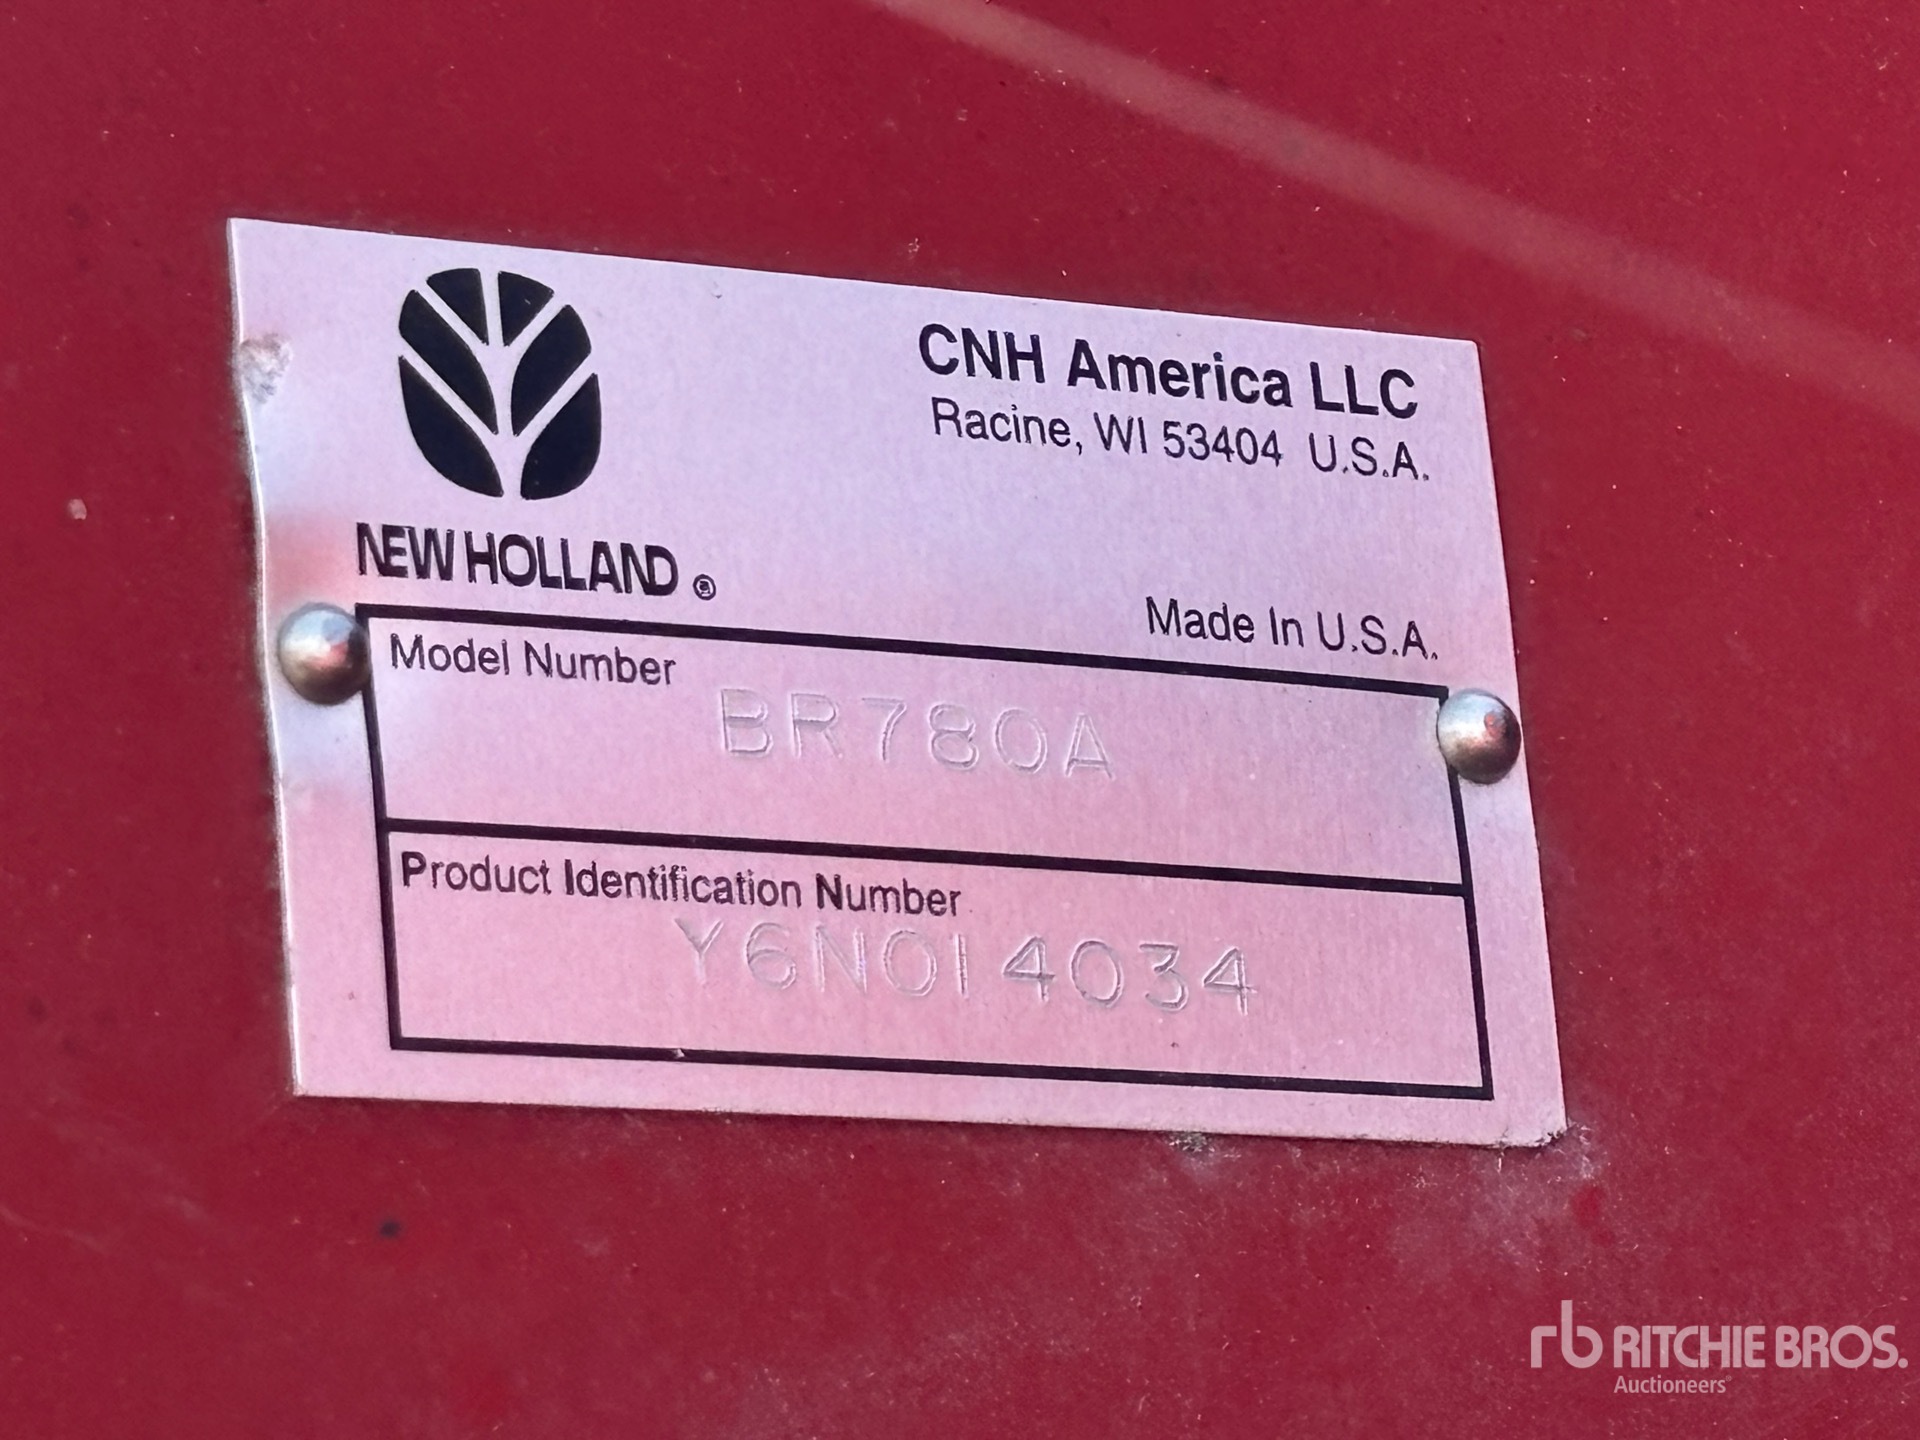 CNH America LLC
Racine, WI 53404 U.S.A.
NEW HOLLAND ®
Made In U.S.A.
Model Number
BR780A
Product Identification Number
Y6N014034
rb RITCHIE BROS.
Auctioneers